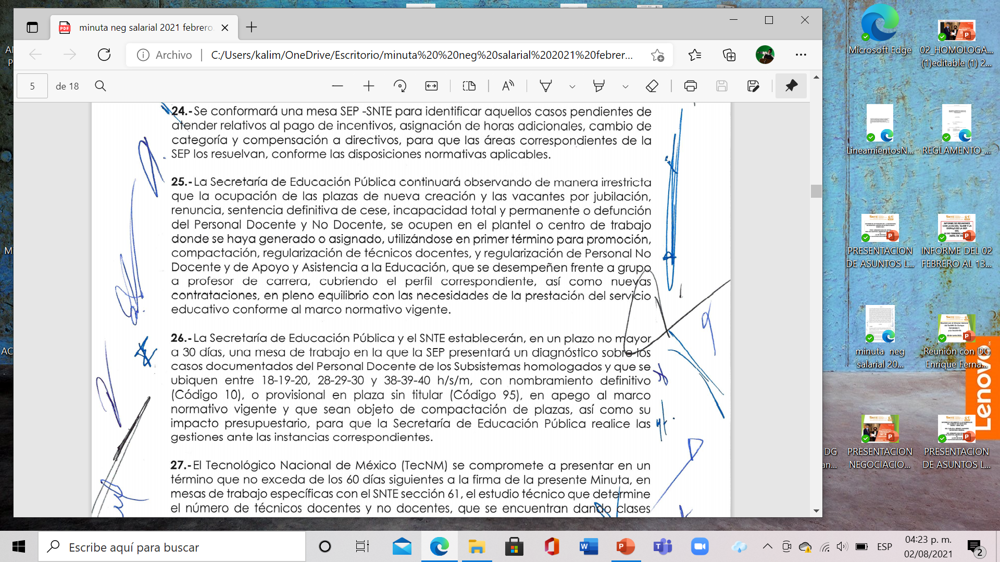 minuta neg salarial 2021 febrero
Archivo
C:/Users/kalim/OneDrive/Escritorio/minuta%20%20neg%20salarial%202021%20febrer...
5 de 18
24.- Se conformará una mesa SEP -SNTE para identificar aquellos casos pendientes de
atender relativos al pago de incentivos, asignación de horas adicionales, cambio de
categoría y compensación a directivos, para que las áreas correspondientes de la
SEP los resuelvan, conforme las disposiciones normativas aplicables.
25.- La Secretaría de Educación Pública continuará observando de manera irrestricta
que la ocupación de las plazas de nueva creación y las vacantes por jubilación,
renuncia, sentencia definitiva de cese, incapacidad total y permanente o defunción
del Personal Docente y No Docente, se ocupen en el plantel o centro de trabajo
donde se haya generado o asignado, utilizándose en primer término para promoción,
compactación, regularización de técnicos docentes, y regularización de Personal No
Docente y de Apoyo y Asistencia a la Educación, que se desempeñen frente a grupo
a profesor de carrera, cubriendo el perfil correspondiente, así como nuevas
contrataciones, en pleno equilibrio con las necesidades de la prestación del servicio
educativo conforme al marco normativo vigente.
26.- La Secretaría de Educación Pública y el SNTE establecerán, en un plazo no mayor
a 30 días, una mesa de trabajo en la que la SEP presentará un diagnóstico sobre los
casos documentados del Personal Docente de los Subsistemas homologados y que se
ubiquen entre 18-19-20, 28-29-30 y 38-39-40 h/s/m, con nombramiento definitivo
(Código 10), o provisional en plaza sin titular (Código 95), en apego al marco
normativo vigente y que sean objeto de compactación de plazas, así como su
impacto presupuestario, para que la Secretaría de Educación Pública realice las
gestiones ante las instancias correspondientes.
27.- El Tecnológico Nacional de México (TecNM) se compromete a presentar en un
término que no exceda de los 60 días siguientes a la firma de la presente Minuta, en
mesas de trabajo específicas con el SNTE sección 61, el estudio técnico que determine
el número de técnicos docentes y no docentes, que se encuentran dando clases
Microsoft Edge
02_HOMOLOGA...
(1)editable (1) 2...
LineamientosN...
REGLAMENTO_...
PRESENTACION
DE ASUNTOS L...
INFORME DEL 02
FEBRERO AL 13...
minuta neg
salarial 20...
Reunión con DG
Enrique Ferna...
PRESENTACION
NEGOCIACIO...
PRESENTACION
DE ASUNTOS L...
Lenovo
Escribe aquí para buscar
ESP
04:23 p. m.
02/08/2021
2